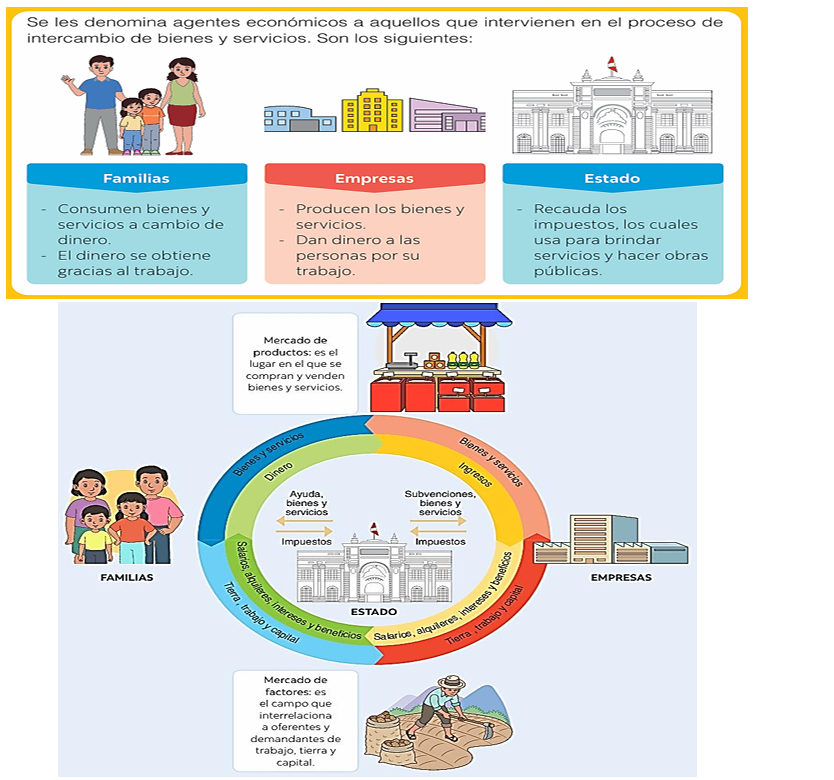 Se les denomina agentes económicos a aquellos que intervienen en el proceso de
intercambio de bienes y servicios. Son los siguientes:
Familias
- Consumen bienes y
servicios a cambio de
dinero.
- El dinero se obtiene
gracias al trabajo.
Empresas
- Producen los bienes y
servicios.
- Dan dinero a las
personas por su
trabajo.
Estado
- Recauda los
impuestos, los cuales
usa para brindar
servicios y hacer obras
públicas.
Mercado de
productos: es el
lugar en el que se
compran y venden
bienes y servicios.
Bienes y servicios
Dinero
Bienes y servicios
Ingresos
Ayuda,
bienes y
servicios
Impuestos
Subvenciones,
bienes y
servicios
Impuestos
FAMILIAS
ESTADO
EMPRESAS
Salarios, alquileres, intereses y beneficios
Tierra, trabajo y capital
Salarios, alquileres, intereses y beneficios
Tierra, trabajo y capital
Mercado de
factores: es
el campo que
interrelaciona
a oferentes y
demandantes de
trabajo, tierra y
capital.